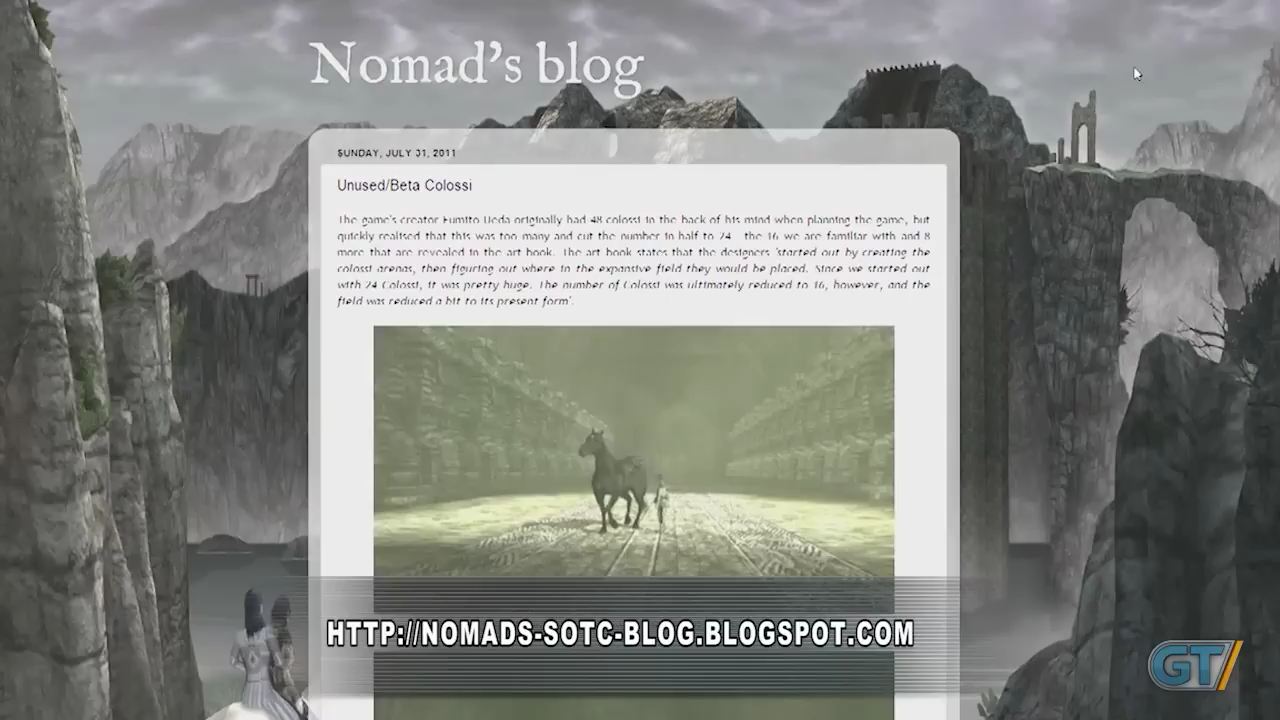 Nomad's blog
SUNDAY, JULY 31, 2011
Unused/Beta Colossi
The game's creator Fumito Ueda originally had 48 colossi in the back of his mind when planning the game, but
quickly realised that this was too many and cut the number in half to 24 - the 16 we are familiar with and 8
more that are revealed in the art book. The art book states that the designers 'started out by creating the
colossi arenas, then figuring out where in the expansive field they would be placed. Since we started out
with 24 Colossi, it was pretty huge. The number of Colossi was ultimately reduced to 16, however, and the
field was reduced a bit to its present form'.
HTTP://NOMADS-SOTC-BLOG.BLOGSPOT.COM
GT